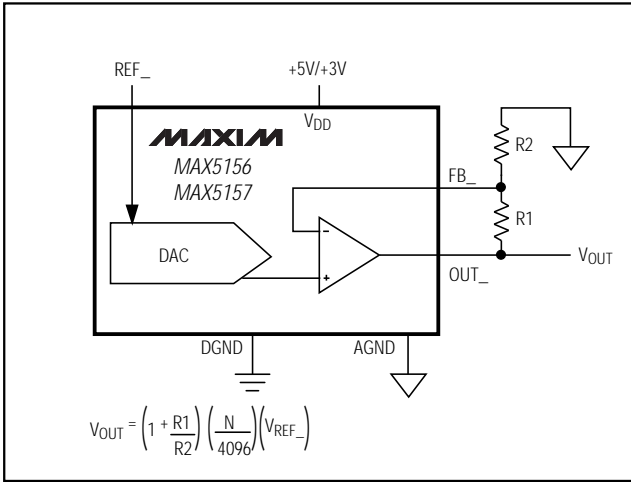 REF_
+5V/+3V
VDD
MAXIM
MAX5156
MAX5157
R2
FB_
-
R1
DAC
+
OUT_
VOUT
DGND
AGND
VOUT = (1 + R1/R2) (N/4096)(VREF_)